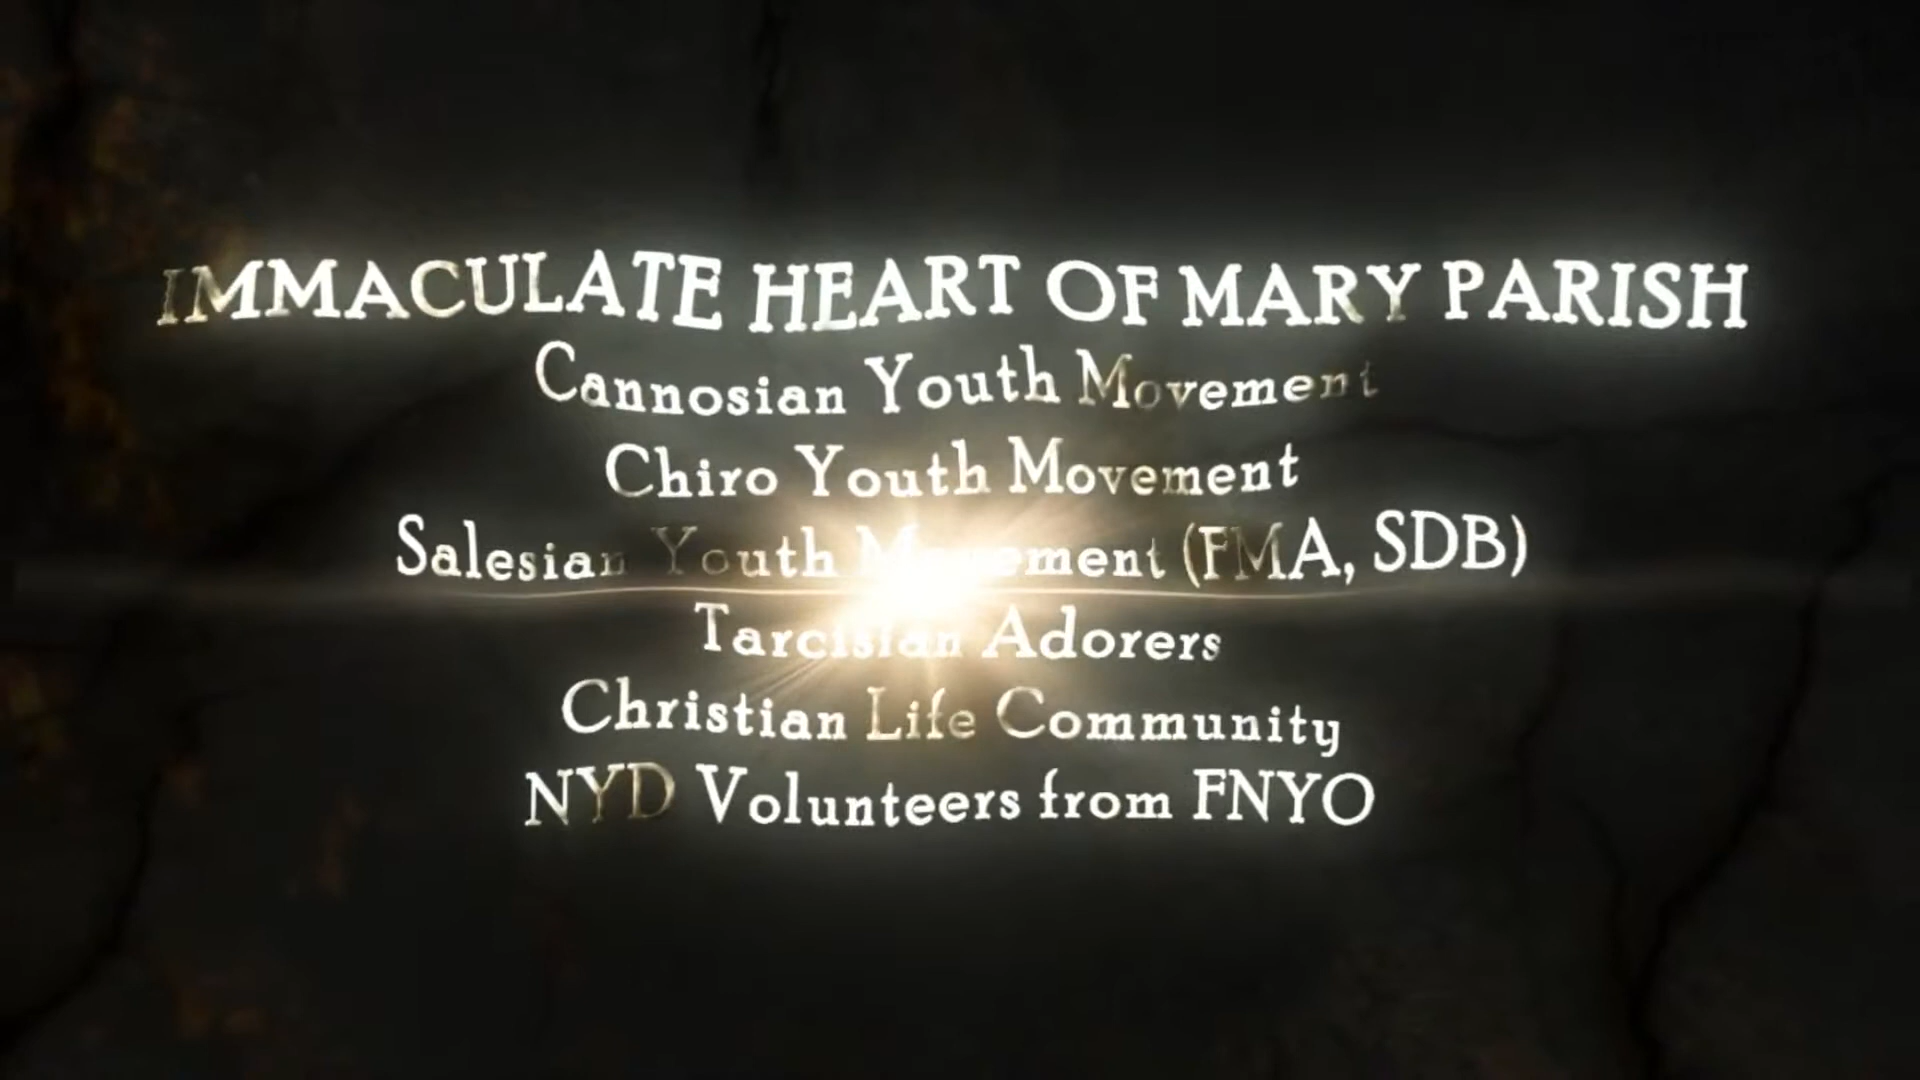 IMMACULATE HEART OF MARY PARISH
Cannosian Youth Movement
Chiro Youth Movement
Salesian Youth Movement (FMA, SDB)
Tarcisian Adorers
Christian Life Community
NYD Volunteers from FNYO